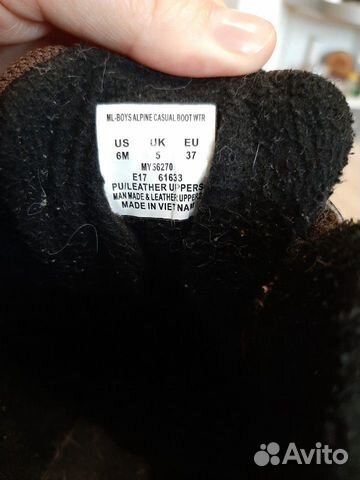 ML-BOYS ALPINE CASUAL BOOT WTR
US UK EU
6M 5 37
MY56270
E17 61633
PU/LEATHER UPPERS
MAN MADE & LEATHER UPPERS
MADE IN VIETNAM
Avito